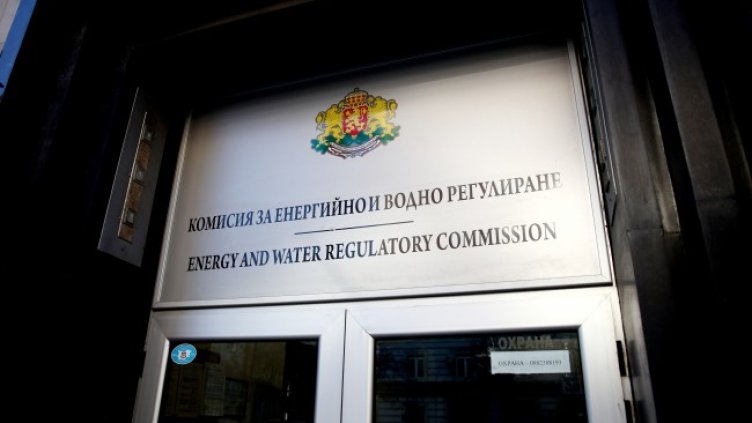 КОМИСИЯ ЗА ЕНЕРГИЙНО И ВОДНО РЕГУЛИРАНЕ
ENERGY AND WATER REGULATORY COMMISSION
ОХРАНА